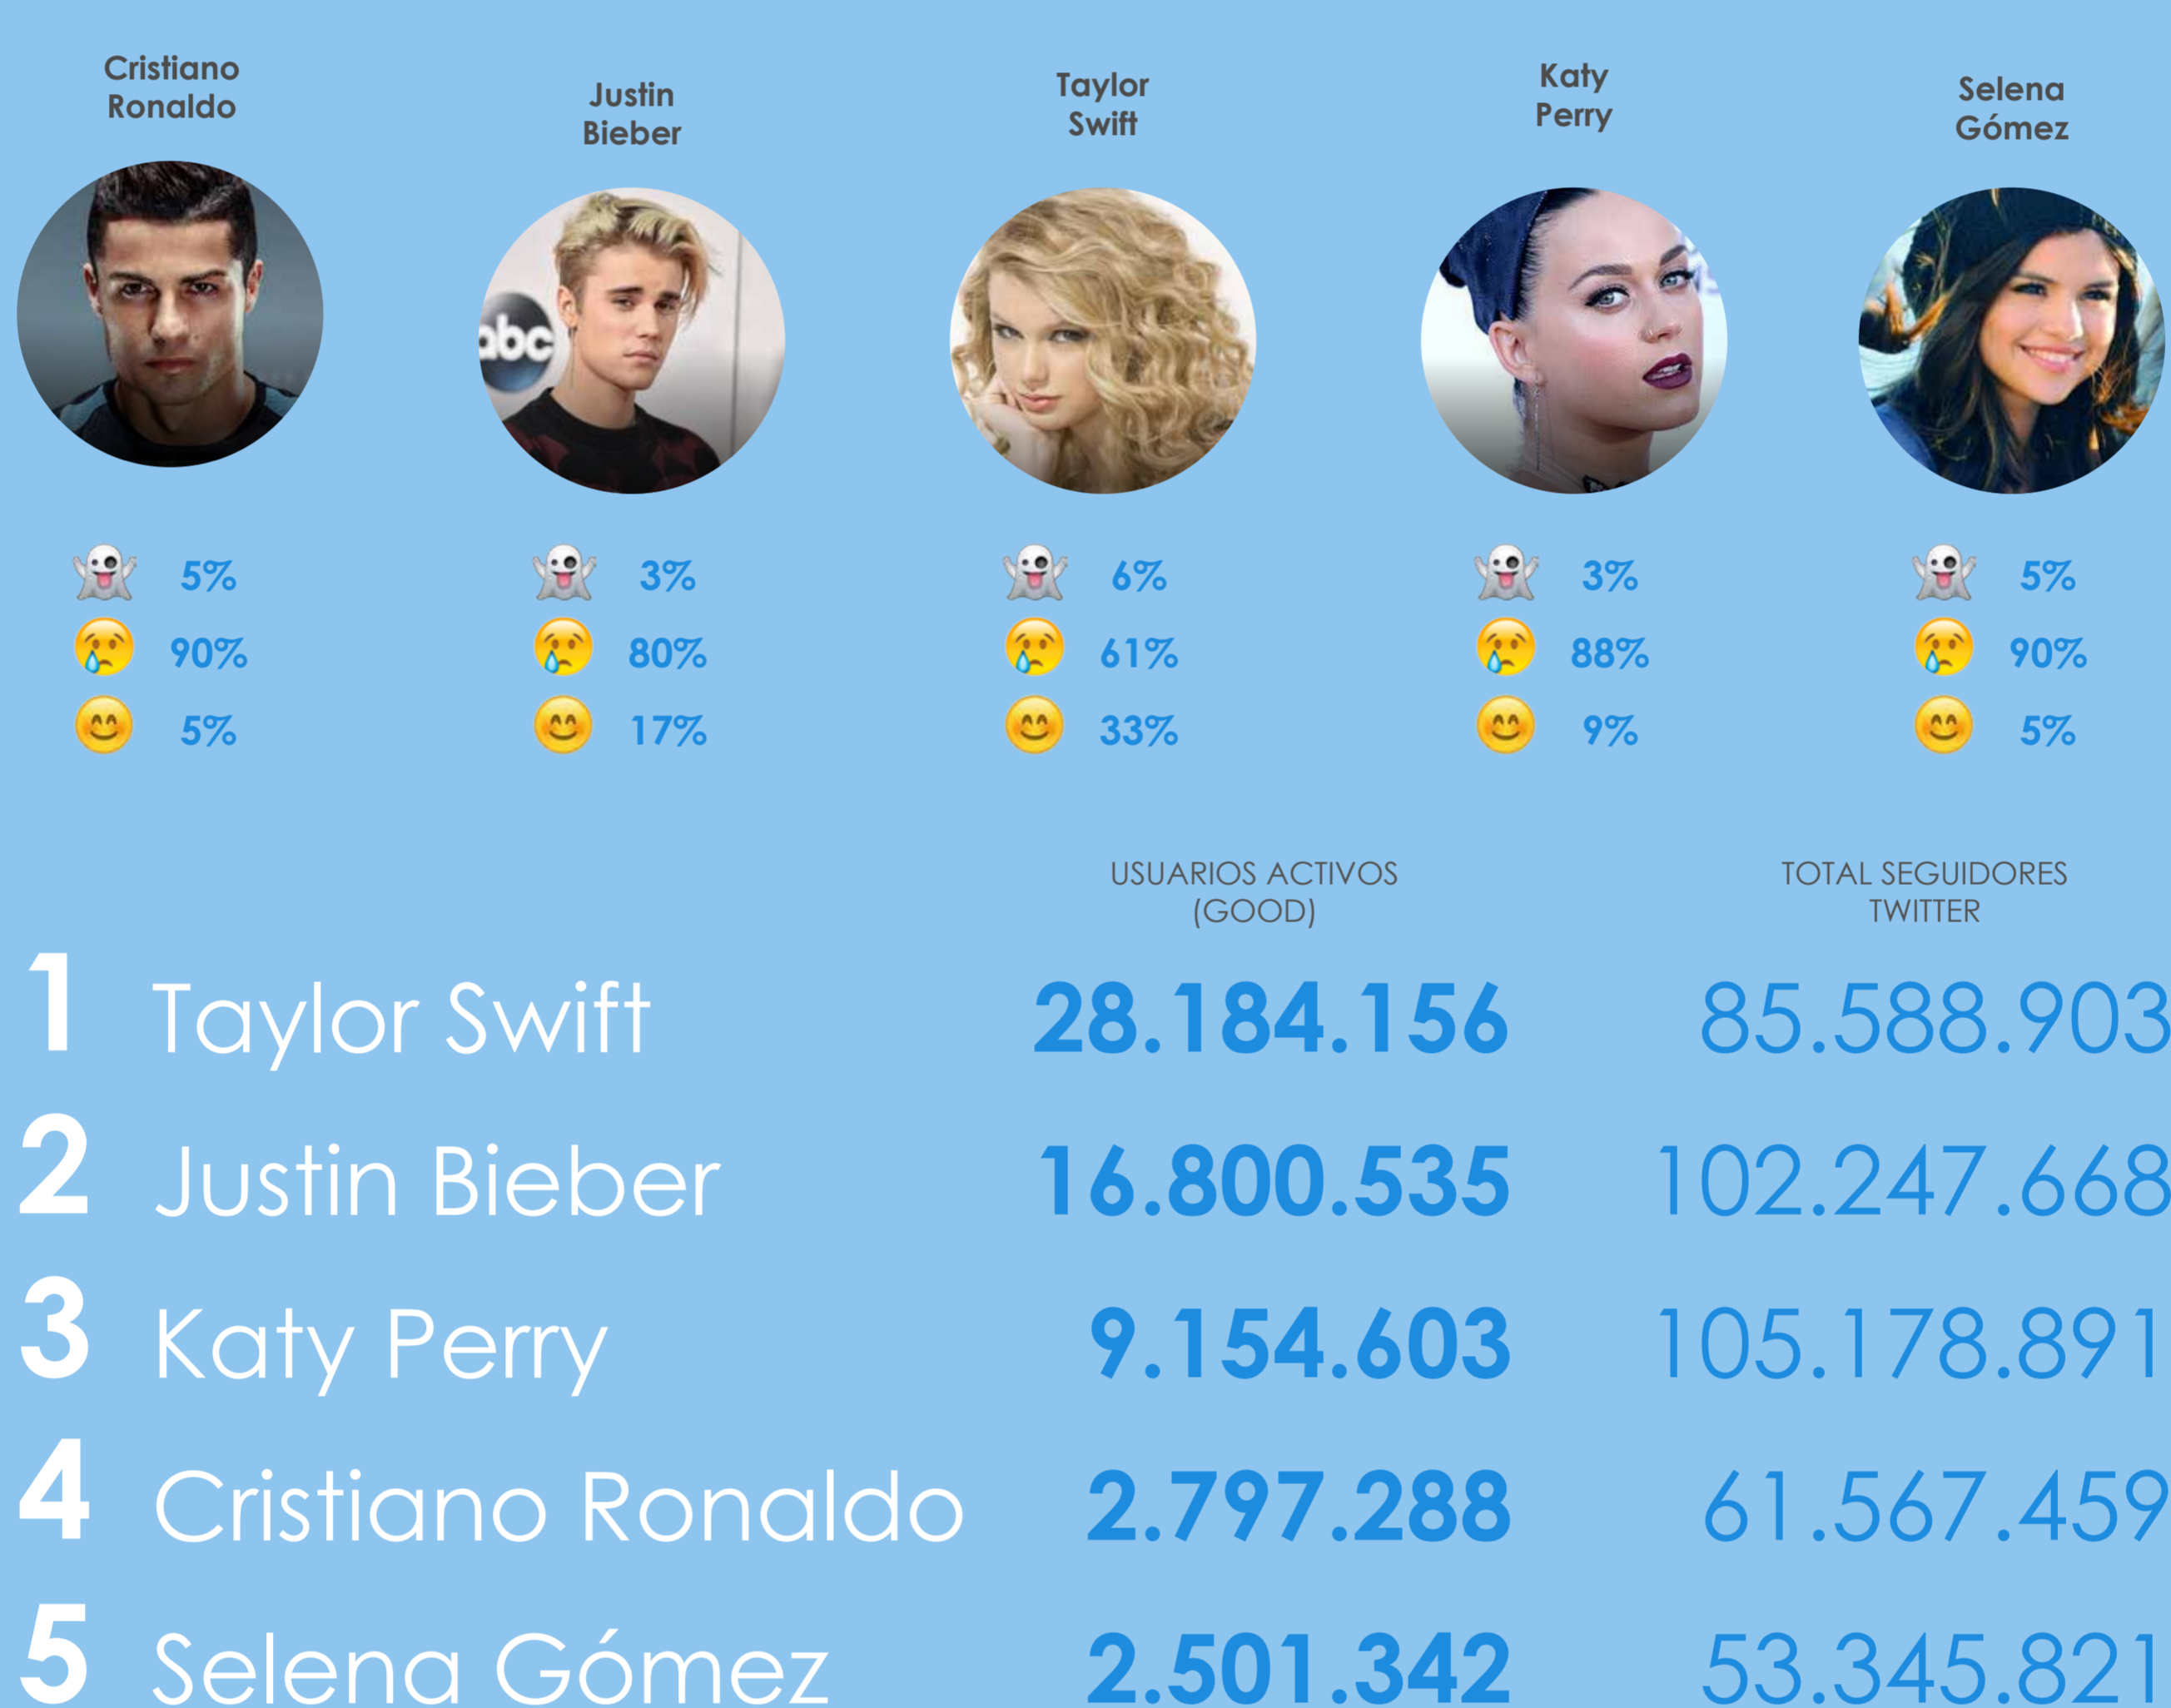 Cristiano
Ronaldo
Justin
Bieber
Taylor
Swift
Katy
Perry
Selena
Gómez
abc
5% 3% 6% 3% 5%
90% 80% 61% 88% 90%
5% 17% 33% 9% 5%
USUARIOS ACTIVOS
(GOOD)
TOTAL SEGUIDORES
TWITTER
1 Taylor Swift 28.184.156 85.588.903
2 Justin Bieber 16.800.535 102.247.668
3 Katy Perry 9.154.603 105.178.891
4 Cristiano Ronaldo 2.797.288 61.567.459
5 Selena Gómez 2.501.342 53.345.821